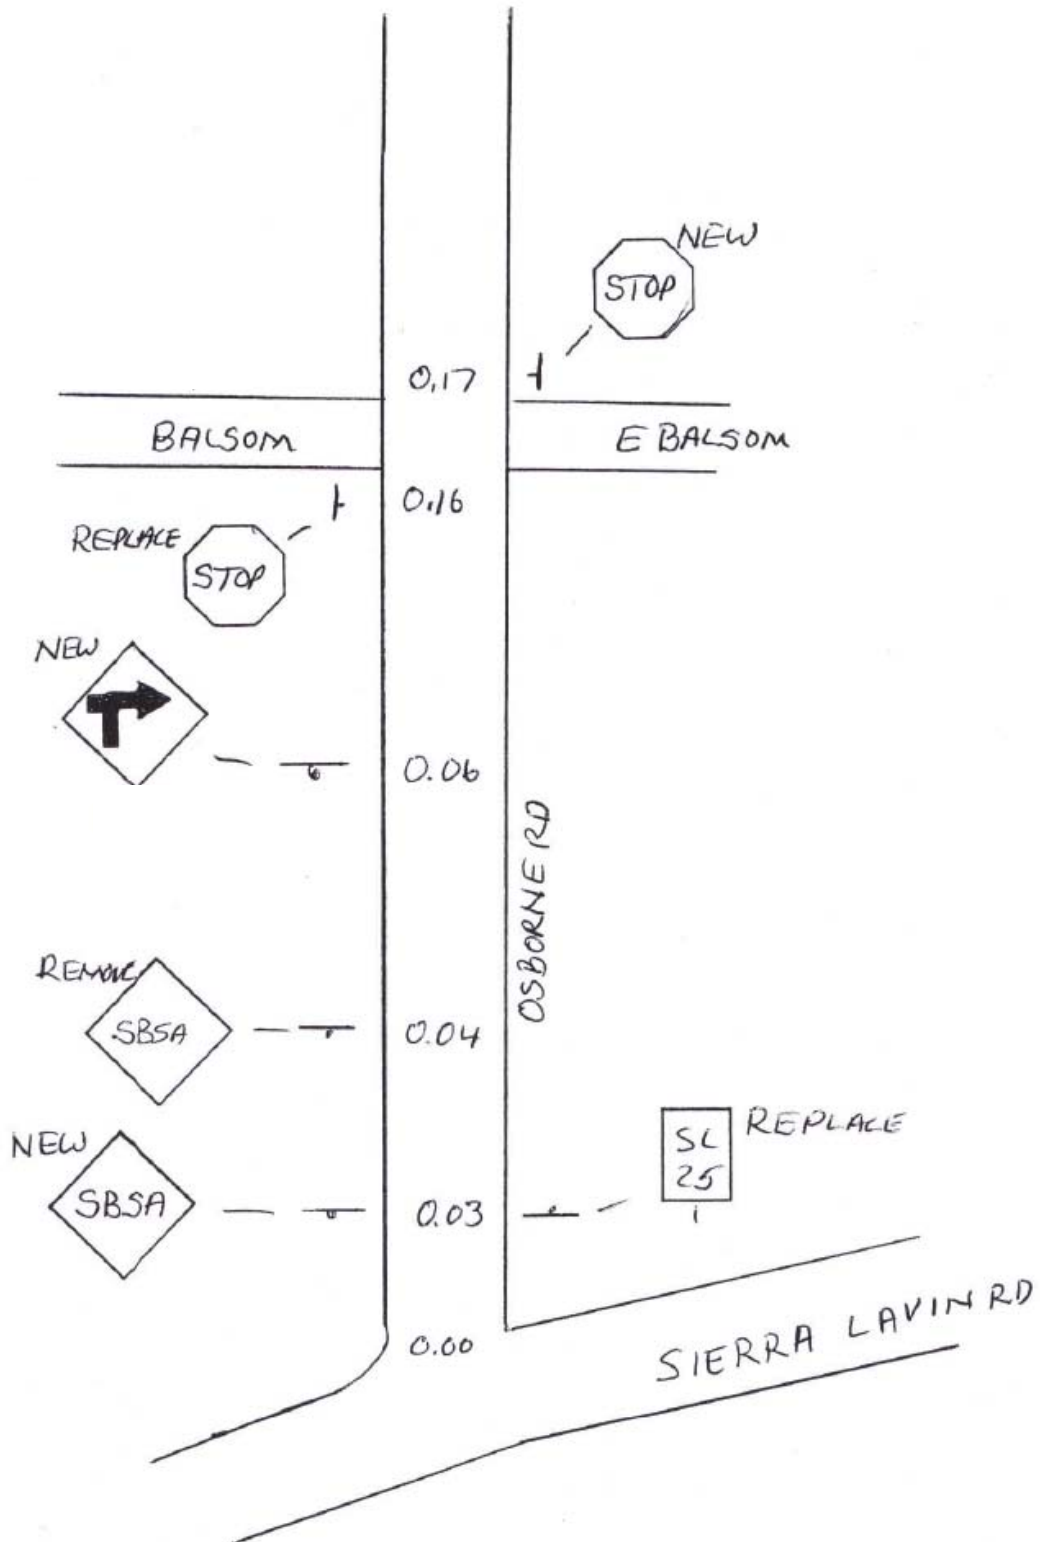 NEW
STOP
0.17
BALSOM
E BALSOM
0.16
REPLACE
STOP
NEW
0.06
OSBORNE RD
REMOVE
SBSA
0.04
SL
25
REPLACE
NEW
SBSA
0.03
0.00
SIERRA LAVIN RD